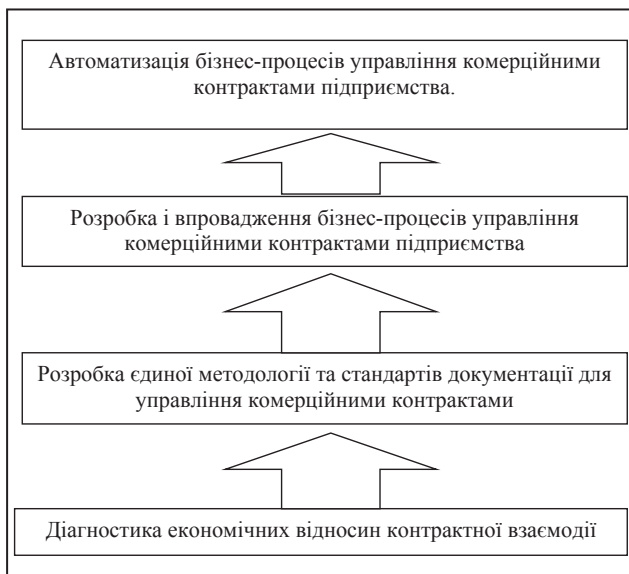 Автоматизація бізнес-процесів управління комерційними
контрактами підприємства.
Розробка і впровадження бізнес-процесів управління
комерційними контрактами підприємства
Розробка єдиної методології та стандартів документації для
управління комерційними контрактами
Діагностика економічних відносин контрактної взаємодії